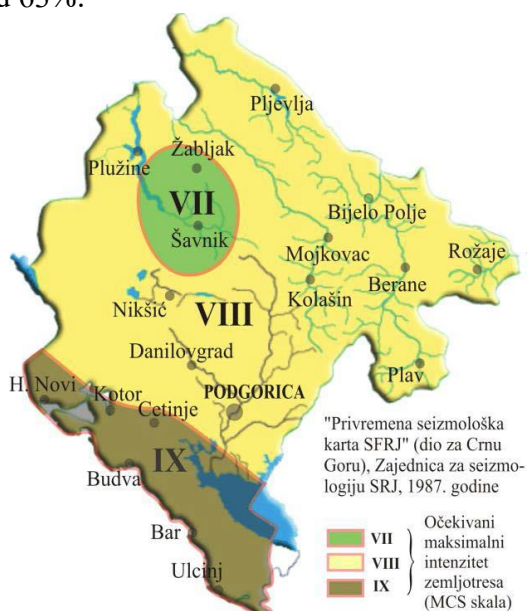 od 63%.
Pljevlja
Žabljak
Plužine
VII
Bijelo Polje
Šavnik
Mojkovac
Rožaje
Kolašin
Berane
Nikšić
VIII
Danilovgrad
Plav
H. Novi
Kotor
PODGORICA
Cetinje
IX
Budva
Bar
Ulcinj
"Privremena seizmološka
karta SFRJ" (dio za Crnu
Goru), Zajednica za seizmo-
logiju SRJ, 1987. godine
VII
VIII
IX
Očekivani
maksimalni
intenzitet
zemljotresa
(MCS skala)